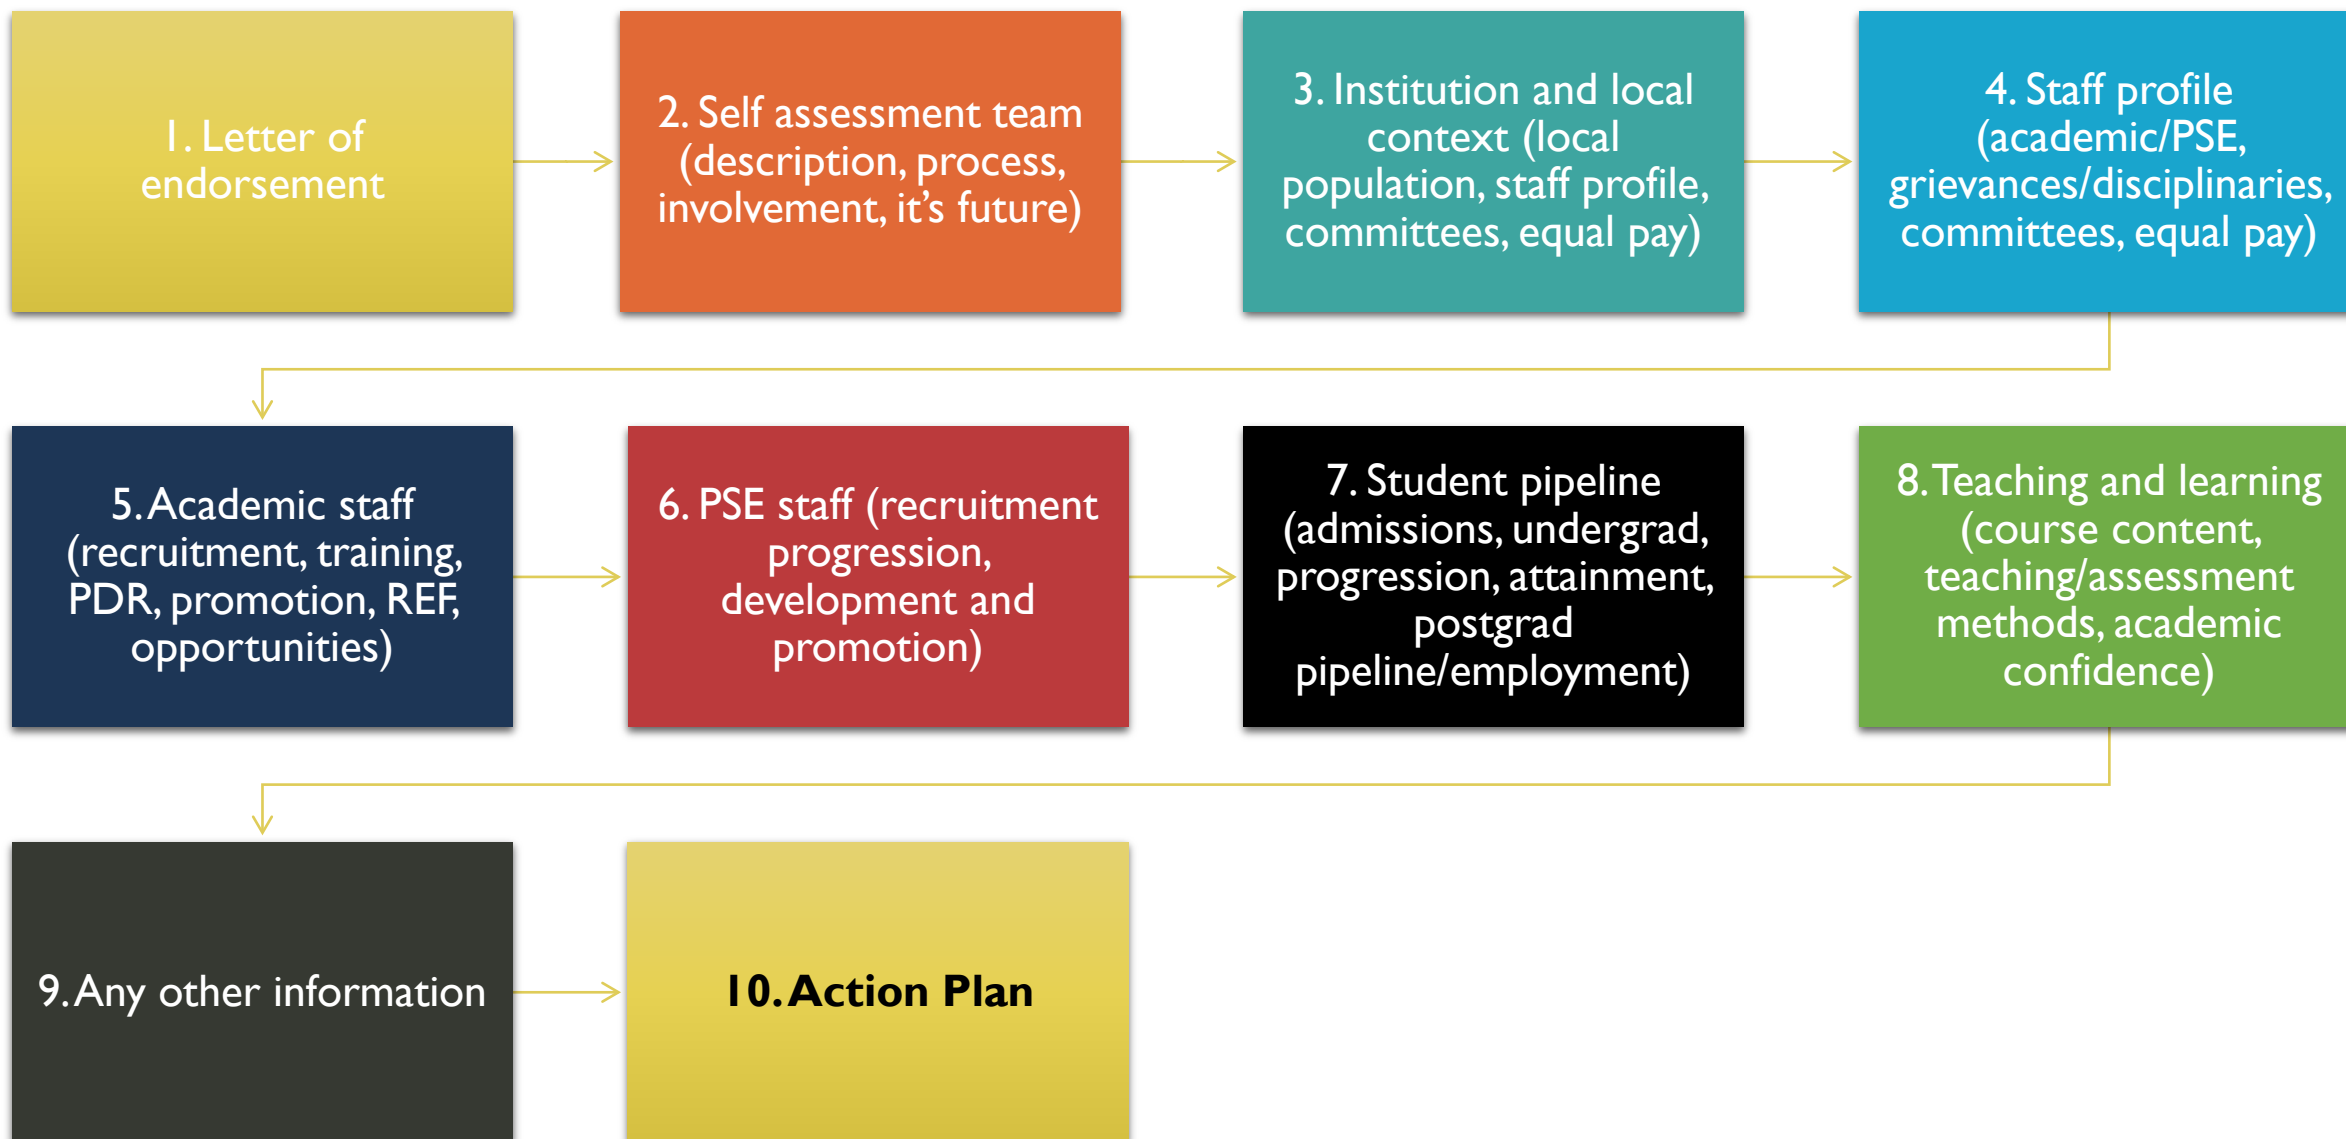 1. Letter of
endorsement
2. Self assessment team
(description, process,
involvement, it's future)
3. Institution and local
context (local
population, staff profile,
committees, equal pay)
4. Staff profile
(academic/PSE,
grievances/disciplinaries,
committees, equal pay)
5. Academic staff
(recruitment, training,
PDR, promotion, REF,
opportunities)
6. PSE staff (recruitment
progression,
development and
promotion)
7. Student pipeline
(admissions, undergrad,
progression, attainment,
postgrad
pipeline/employment)
8. Teaching and learning
(course content,
teaching/assessment
methods, academic
confidence)
9. Any other information
10. Action Plan